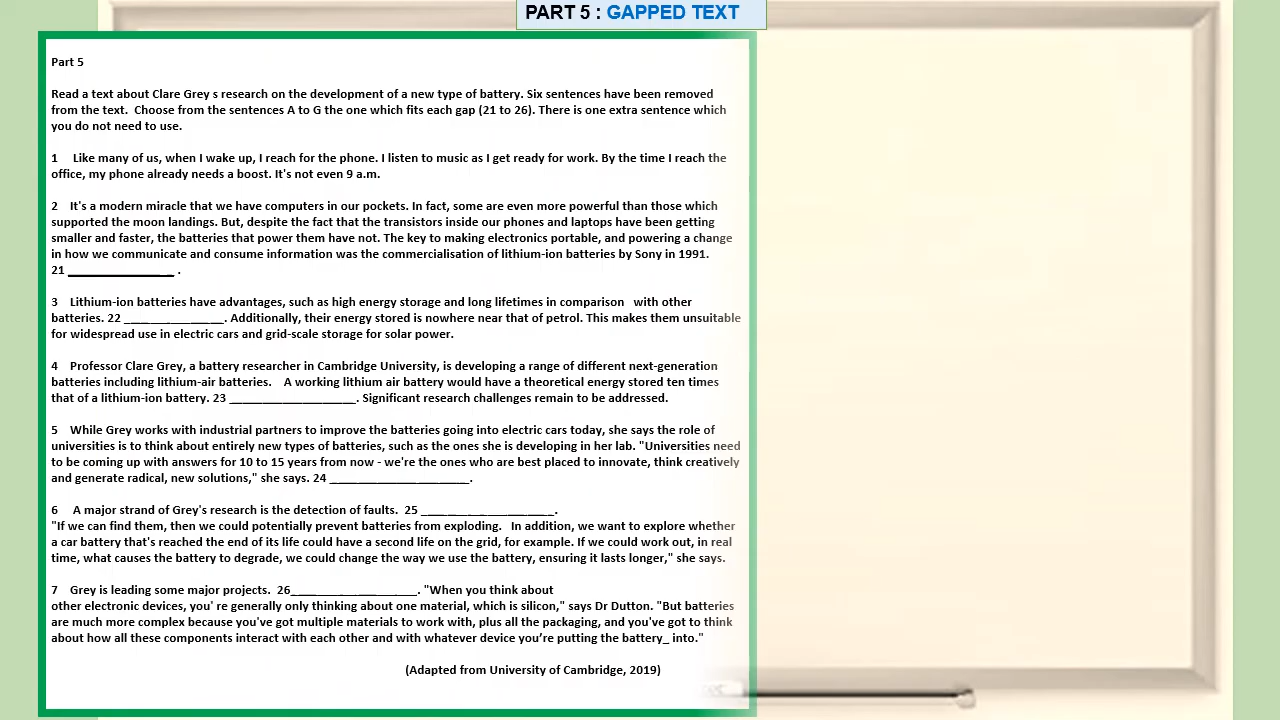 PART 5 : GAPPED TEXT
Part 5
Read a text about Clare Grey s research on the development of a new type of battery. Six sentences have been removed
from the text.  Choose from the sentences A to G the one which fits each gap (21 to 26). There is one extra sentence which
you do not need to use.
1    Like many of us, when I wake up, I reach for the phone. I listen to music as I get ready for work. By the time I reach the
office, my phone already needs a boost. It's not even 9 a.m.
2   It's a modern miracle that we have computers in our pockets. In fact, some are even more powerful than those which
supported the moon landings. But, despite the fact that the transistors inside our phones and laptops have been getting
smaller and faster, the batteries that power them have not. The key to making electronics portable, and powering a change
in how we communicate and consume information was the commercialisation of lithium-ion batteries by Sony in 1991.
21 ________________ .
3   Lithium-ion batteries have advantages, such as high energy storage and long lifetimes in comparison   with other
batteries. 22 _______________. Additionally, their energy stored is nowhere near that of petrol. This makes them unsuitable
for widespread use in electric cars and grid-scale storage for solar power.
4   Professor Clare Grey, a battery researcher in Cambridge University, is developing a range of different next-generation
batteries including lithium-air batteries.   A working lithium air battery would have a theoretical energy stored ten times
that of a lithium-ion battery. 23 ___________________. Significant research challenges remain to be addressed.
5   While Grey works with industrial partners to improve the batteries going into electric cars today, she says the role of
universities is to think about entirely new types of batteries, such as the ones she is developing in her lab. "Universities need
to be coming up with answers for 10 to 15 years from now - we're the ones who are best placed to innovate, think creatively
and generate radical, new solutions," she says. 24 _____________________.
6    A major strand of Grey's research is the detection of faults.  25 ____________________.
"If we can find them, then we could potentially prevent batteries from exploding.   In addition, we want to explore whether
a car battery that's reached the end of its life could have a second life on the grid, for example. If we could work out, in real
time, what causes the battery to degrade, we could change the way we use the battery, ensuring it lasts longer," she says.
7   Grey is leading some major projects.  26___________________. "When you think about
other electronic devices, you' re generally only thinking about one material, which is silicon," says Dr Dutton. "But batteries
are much more complex because you've got multiple materials to work with, plus all the packaging, and you've got to think
about how all these components interact with each other and with whatever device you’re putting the battery_ into."
(Adapted from University of Cambridge, 2019)